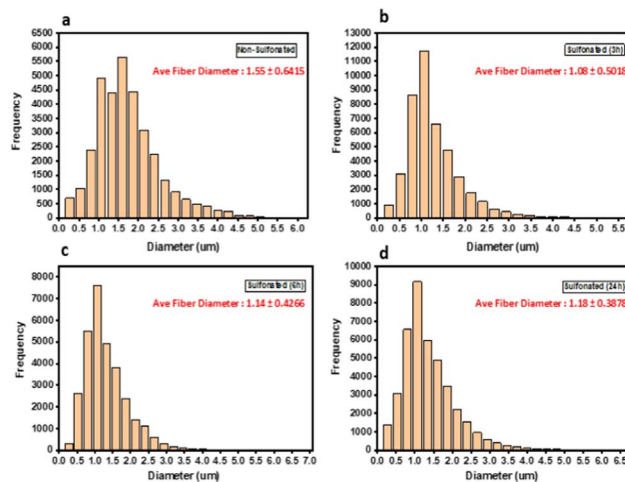 a
Non-Sulfonated
Ave Fiber Diameter : 1.55 ± 0.6415
6500
6000
5500
5000
4500
4000
3500
3000
2500
2000
1500
1000
500
0
Frequency
0.0 0.5 1.0 1.5 2.0 2.5 3.0 3.5 4.0 4.5 5.0 5.5 6.0
Diameter (um)
b
Sulfonated (3h)
Ave Fiber Diameter : 1.08 ± 0.5018
13000
12000
11000
10000
9000
8000
7000
6000
5000
4000
3000
2000
1000
0
Frequency
0.0 0.5 1.0 1.5 2.0 2.5 3.0 3.5 4.0 4.5 5.0 5.5
Diameter (um)
c
Sulfonated (6h)
Ave Fiber Diameter : 1.14 ± 0.4266
8000
7000
6000
5000
4000
3000
2000
1000
0
Frequency
0.0 0.5 1.0 1.5 2.0 2.5 3.0 3.5 4.0 4.5 5.0 5.5 6.0 6.5 7.0
Diameter (um)
d
Sulfonated (24h)
Ave Fiber Diameter : 1.18 ± 0.3878
10000
9000
8000
7000
6000
5000
4000
3000
2000
1000
0
Frequency
0.0 0.5 1.0 1.5 2.0 2.5 3.0 3.5 4.0 4.5 5.0 5.5
Diameter (um)